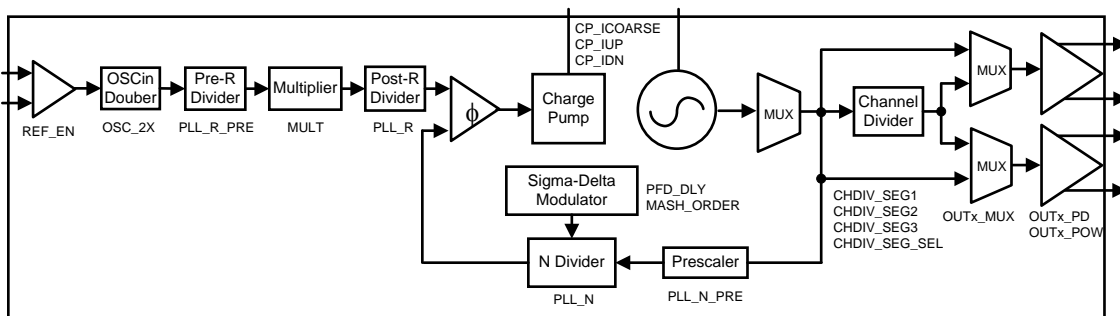 CP_ICOARSE
CP_IUP
CP_IDN
OSCin
Douber
Pre-R
Divider
Multiplier
Post-R
Divider
ϕ
Charge
Pump
MUX
Channel
Divider
MUX
MUX
REF_EN
OSC_2X
PLL_R_PRE
MULT
PLL_R
Sigma-Delta
Modulator
PFD_DLY
MASH_ORDER
CHDIV_SEG1
CHDIV_SEG2
CHDIV_SEG3
CHDIV_SEG_SEL
OUTx_MUX
OUTx_PD
OUTx_POW
N Divider
Prescaler
PLL_N
PLL_N_PRE